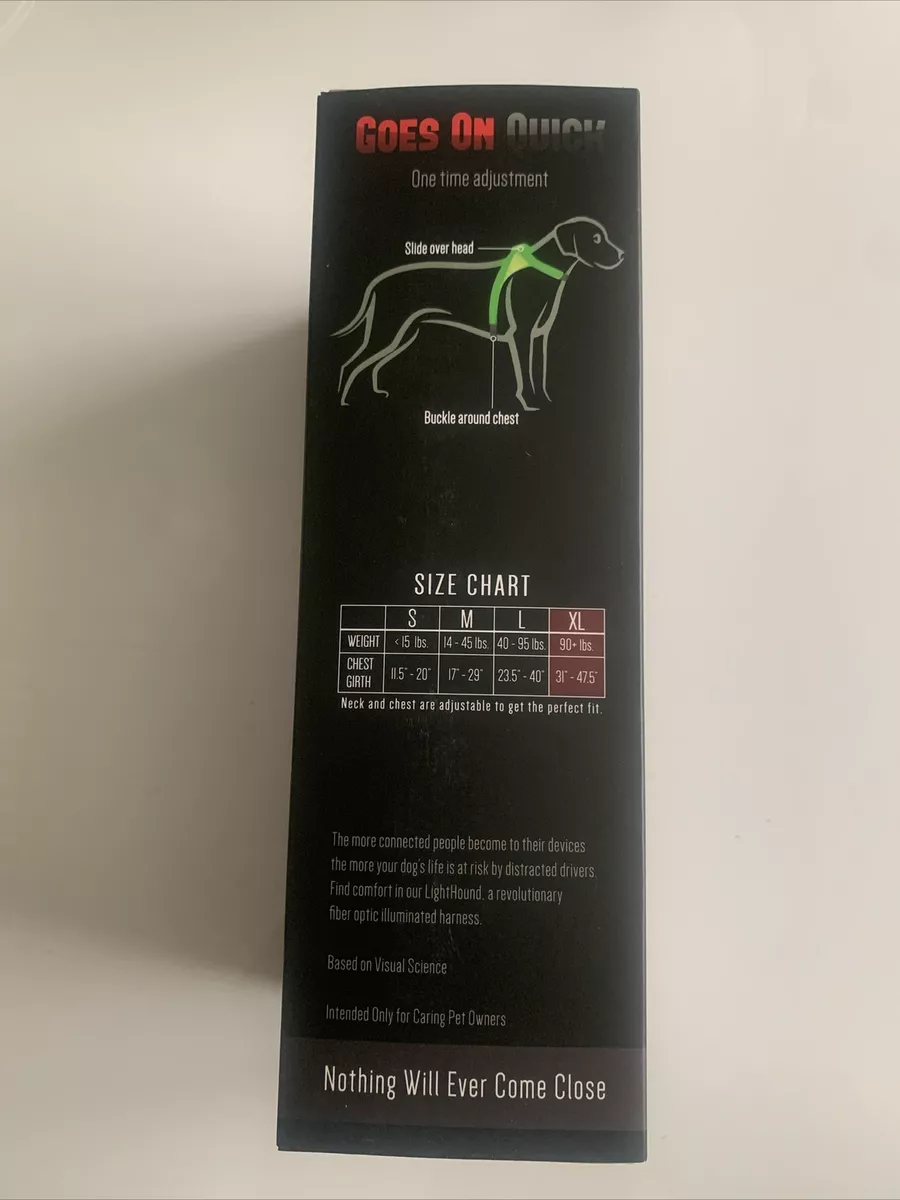 GOES ON QUICK
One time adjustment
Slide over head
Buckle around chest
SIZE CHART
S M L XL
WEIGHT < 15 lbs. 14 - 45 lbs. 40 - 95 lbs. 90+ lbs.
CHEST GIRTH 11.5" - 20" 17" - 29" 23.5" - 40" 31" - 47.5"
Neck and chest are adjustable to get the perfect fit.
The more connected people become to their devices
the more your dog's life is at risk by distracted drivers.
Find comfort in our LightHound, a revolutionary
fiber optic illuminated harness.
Based on Visual Science
Intended Only for Caring Pet Owners
Nothing Will Ever Come Close